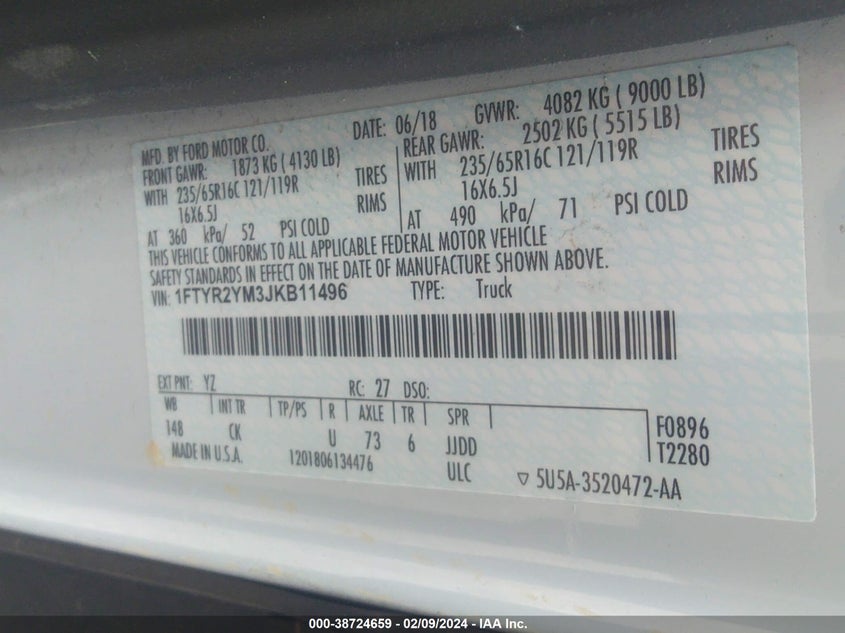 MFD. BY FORD MOTOR CO. DATE: 06/18 GVWR: 4082 KG ( 9000 LB)
FRONT GAWR: 1873 KG ( 4130 LB) REAR GAWR: 2502 KG ( 5515 LB)
WITH 235/65R16C 121/119R TIRES WITH 235/65R16C 121/119R TIRES
16X6.5J RIMS 16X6.5J RIMS
AT 360 kPa/ 52 PSI COLD AT 490 kPa/ 71 PSI COLD
THIS VEHICLE CONFORMS TO ALL APPLICABLE FEDERAL MOTOR VEHICLE
SAFETY STANDARDS IN EFFECT ON THE DATE OF MANUFACTURE SHOWN ABOVE.
VIN: 1FTYR2YM3JKB11496 TYPE: Truck
EXT PNT: YZ RC: 27 DSO:
WB INT TR TP/PS R AXLE TR SPR F0896
148 CK U 73 6 JJDD T2280
MADE IN U.S.A. 1201806134476 ULC ▽ 5U5A-3520472-AA
000-38724659 - 02/09/2024 - IAA Inc.